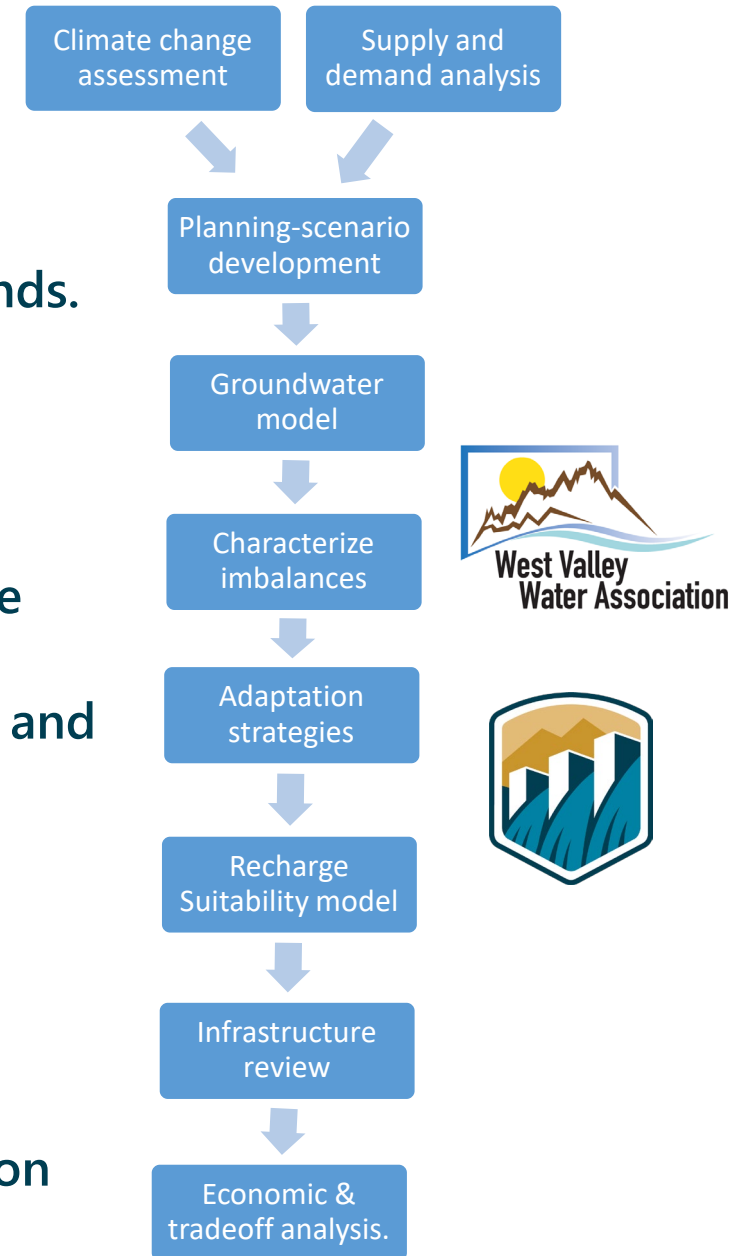 Climate change
assessment
Supply and
demand analysis
Planning-scenario
development
nds.
Groundwater
model
Characterize
imbalances
West Valley
Water Association
e
Adaptation
strategies
and
Recharge
Suitability model
Infrastructure
review
on
Economic &
tradeoff analysis.